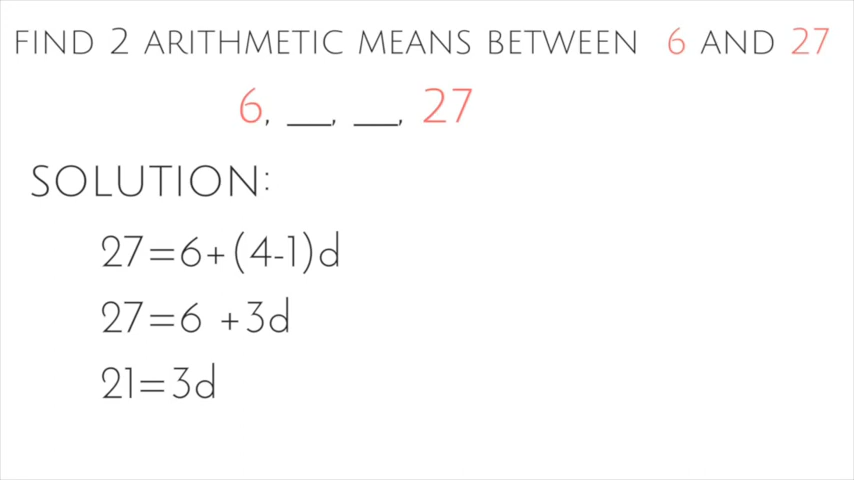 FIND 2 ARITHMETIC MEANS BETWEEN 6 AND 27
6, __, __, 27
SOLUTION:
27=6+(4-1)d
27=6 +3d
21=3d